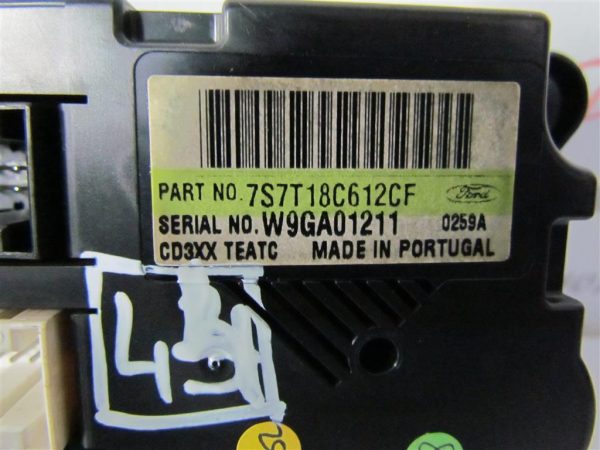 PART NO. 7S7T18C612CF Ford
SERIAL NO. W9GA01211 0259A
CD3XX TEATC MADE IN PORTUGAL